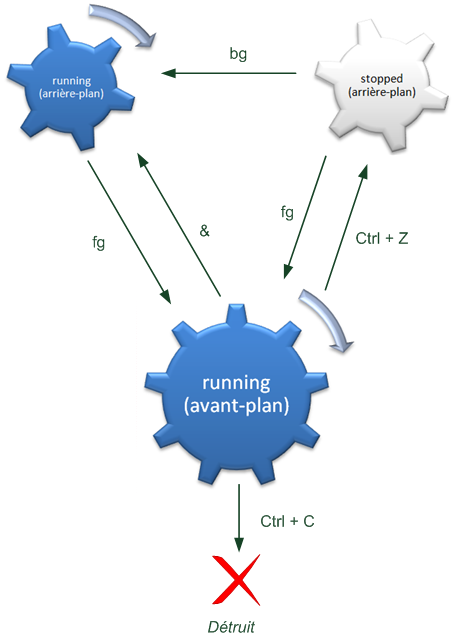 bg
running
(arrière-plan)
stopped
(arrière-plan)
fg
&
fg
Ctrl + Z
running
(avant-plan)
Ctrl + C
Détruit